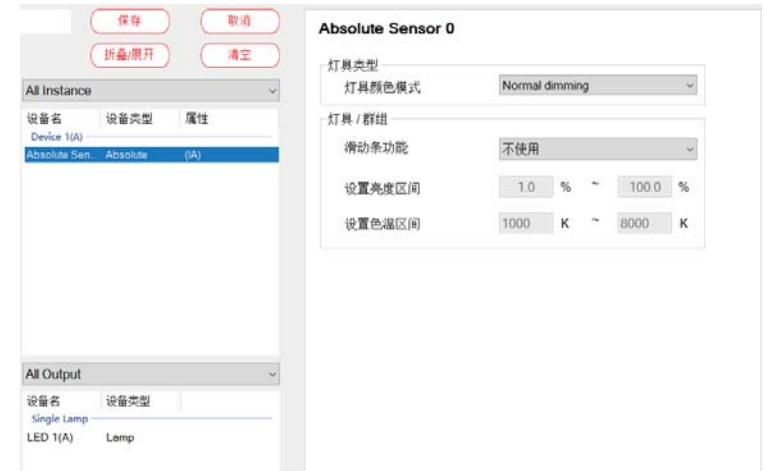 保存
取消
折叠/展开
清空
All Instance
设备名 设备类型 属性
Device 1(A)
Absolute Sen... Absolute (IA)
All Output
设备名 设备类型
Single Lamp
LED 1(A) Lamp
Absolute Sensor 0
灯具类型
灯具颜色模式 Normal dimming
灯具 / 群组
滑动条功能 不使用
设置亮度区间 1.0 % ~ 100.0 %
设置色温区间 1000 K ~ 8000 K